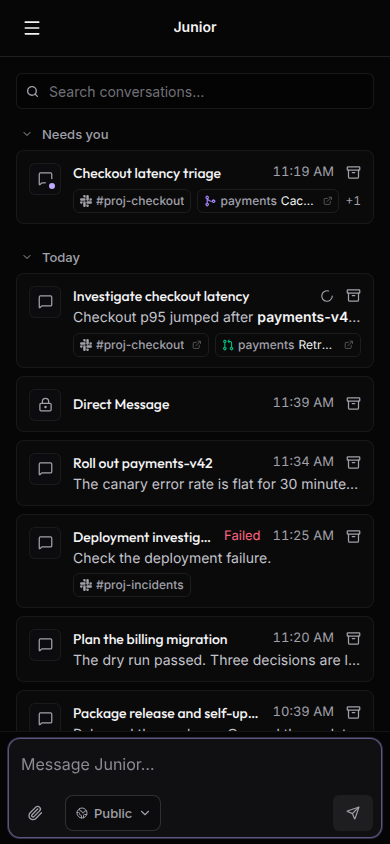 Junior
Search conversations...
Needs you
Checkout latency triage 11:19 AM
#proj-checkout payments Cac... +1
Today
Investigate checkout latency
Checkout p95 jumped after payments-v4...
#proj-checkout payments Retr...
Direct Message 11:39 AM
Roll out payments-v42 11:34 AM
The canary error rate is flat for 30 minute...
Deployment investig... Failed 11:25 AM
Check the deployment failure.
#proj-incidents
Plan the billing migration 11:20 AM
The dry run passed. Three decisions are l...
Package release and self-up... 10:39 AM
Message Junior...
Public